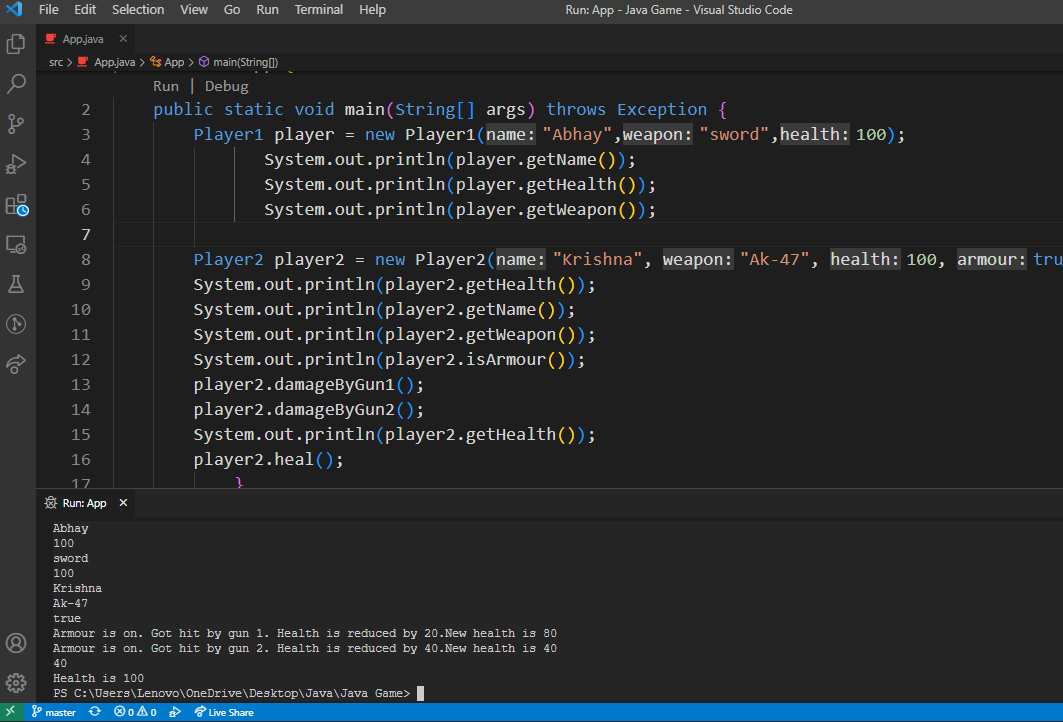 File Edit Selection View Go Run Terminal Help Run: App - Java Game - Visual Studio Code
App.java ×
src > App.java > App > main(String[])
Run | Debug
2 public static void main(String[] args) throws Exception {
3 Player1 player = new Player1(name: "Abhay",weapon: "sword",health: 100);
4 System.out.println(player.getName());
5 System.out.println(player.getHealth());
6 System.out.println(player.getWeapon());
7
8 Player2 player2 = new Player2(name: "Krishna", weapon: "Ak-47", health: 100, armour: tru
9 System.out.println(player2.getHealth());
10 System.out.println(player2.getName());
11 System.out.println(player2.getWeapon());
12 System.out.println(player2.isArmour());
13 player2.damageByGun1();
14 player2.damageByGun2();
15 System.out.println(player2.getHealth());
16 player2.heal();
17 }
Run: App ×
Abhay
100
sword
100
Krishna
Ak-47
true
Armour is on. Got hit by gun 1. Health is reduced by 20.New health is 80
Armour is on. Got hit by gun 2. Health is reduced by 40.New health is 40
40
Health is 100
PS C:\Users\Lenovo\OneDrive\Desktop\Java\Java Game>
master 0 0 Live Share